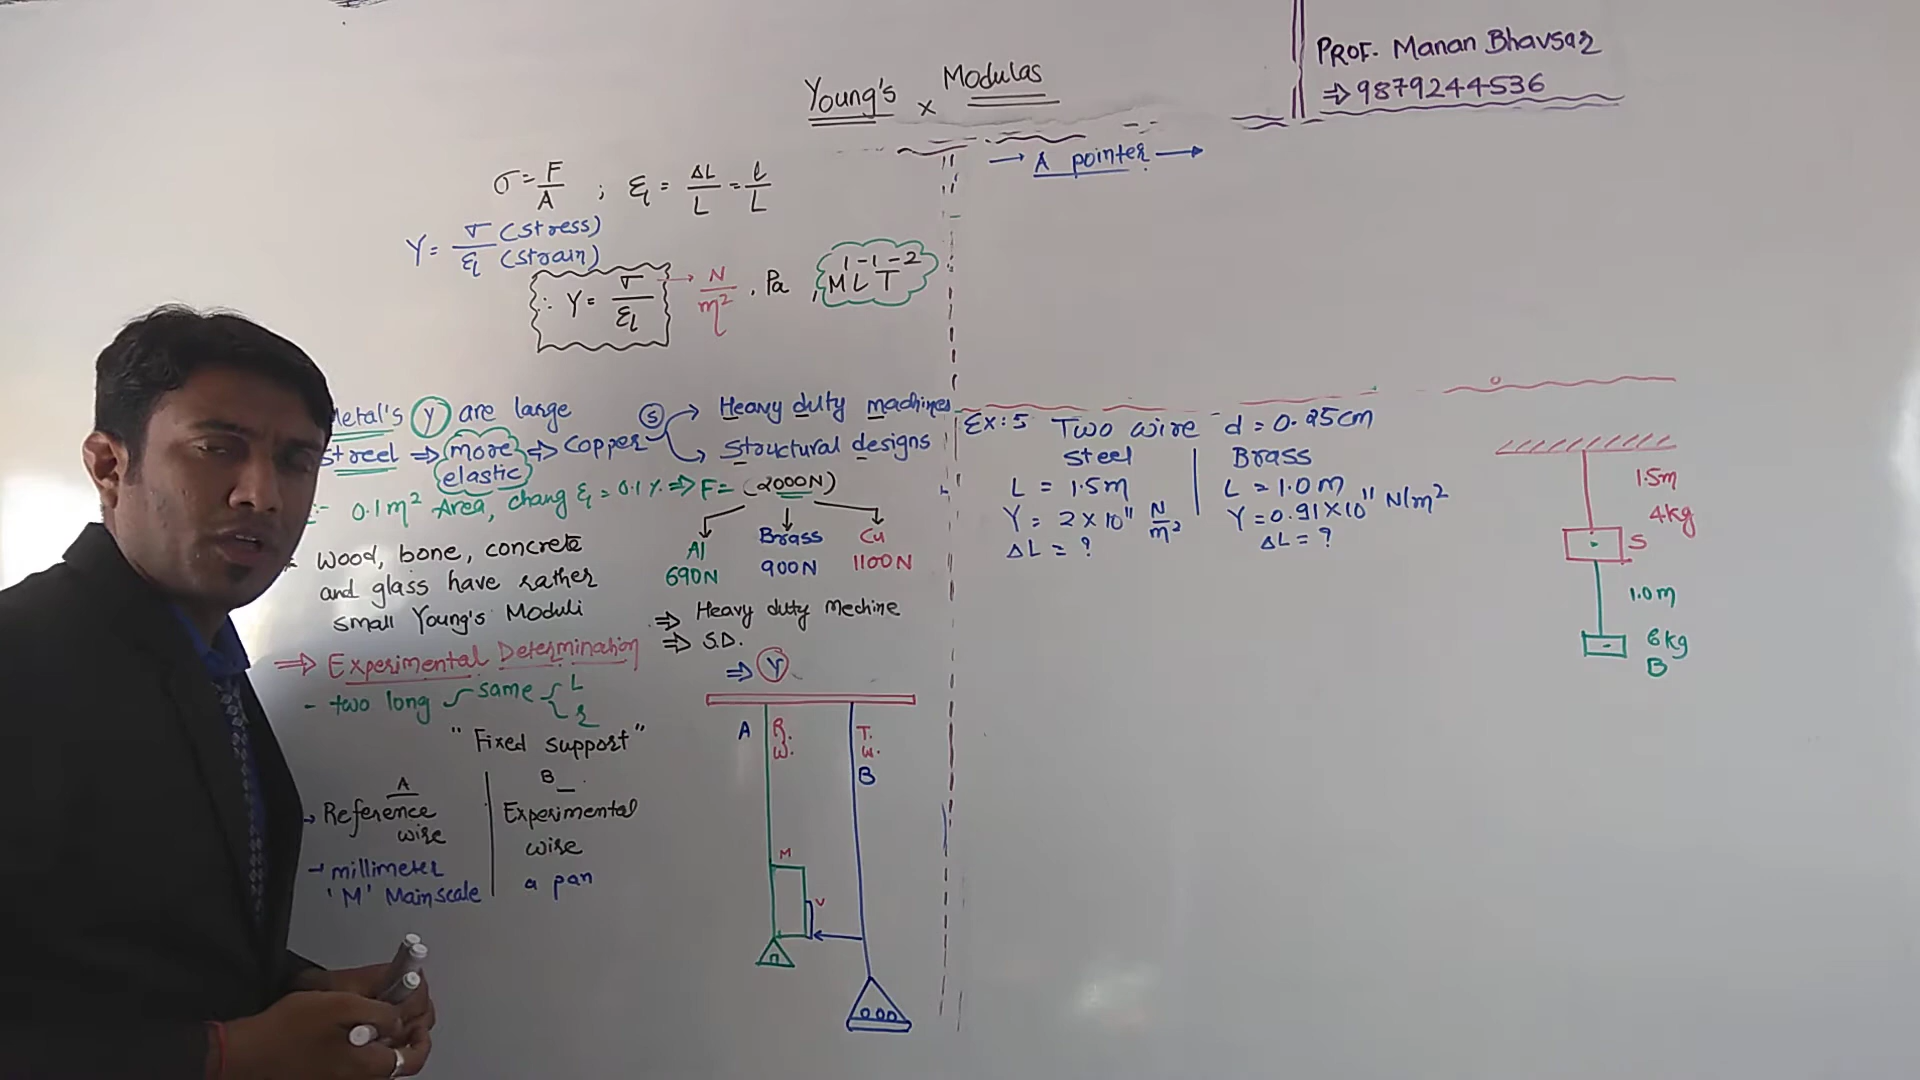 Young's x Modulas
PROF. Manan Bhavsar
⇒ 9879244536
→ A pointer →
σ = F/A ; εl = ΔL/L = l/L
Y = σ (stress) / εl (strain)
∴ Y = σ/εl → N/m², Pa, M¹L⁻¹T⁻²
Metal's Y are large
Steel ⇒ more elastic ⇒ Copper
S → Heavy duty machines
→ Structural designs
0.1 m² Area, chang εl = 0.1 % ⇒ F = (2000N)
Al 690N
Brass 900N
Cu 1100N
wood, bone, concrete
and glass have rather
small Young's Moduli
⇒ Heavy duty mechine
⇒ S.D.
⇒ Experimental Determination
- two long same L
r
"Fixed support"
A
Reference wire
→ millimeter
'M' Mainscale
B
Experimental
wire
a pan
⇒ Y
A R.W.
T.W. B
M
V
Ex:5 Two wire d = 0.25cm
Steel
L = 1.5m
Y = 2 × 10¹¹ N/m²
ΔL = ?
Brass
L = 1.0m
Y = 0.91 × 10¹¹ N/m²
ΔL = ?
1.5m
4kg
S
1.0m
6kg
B